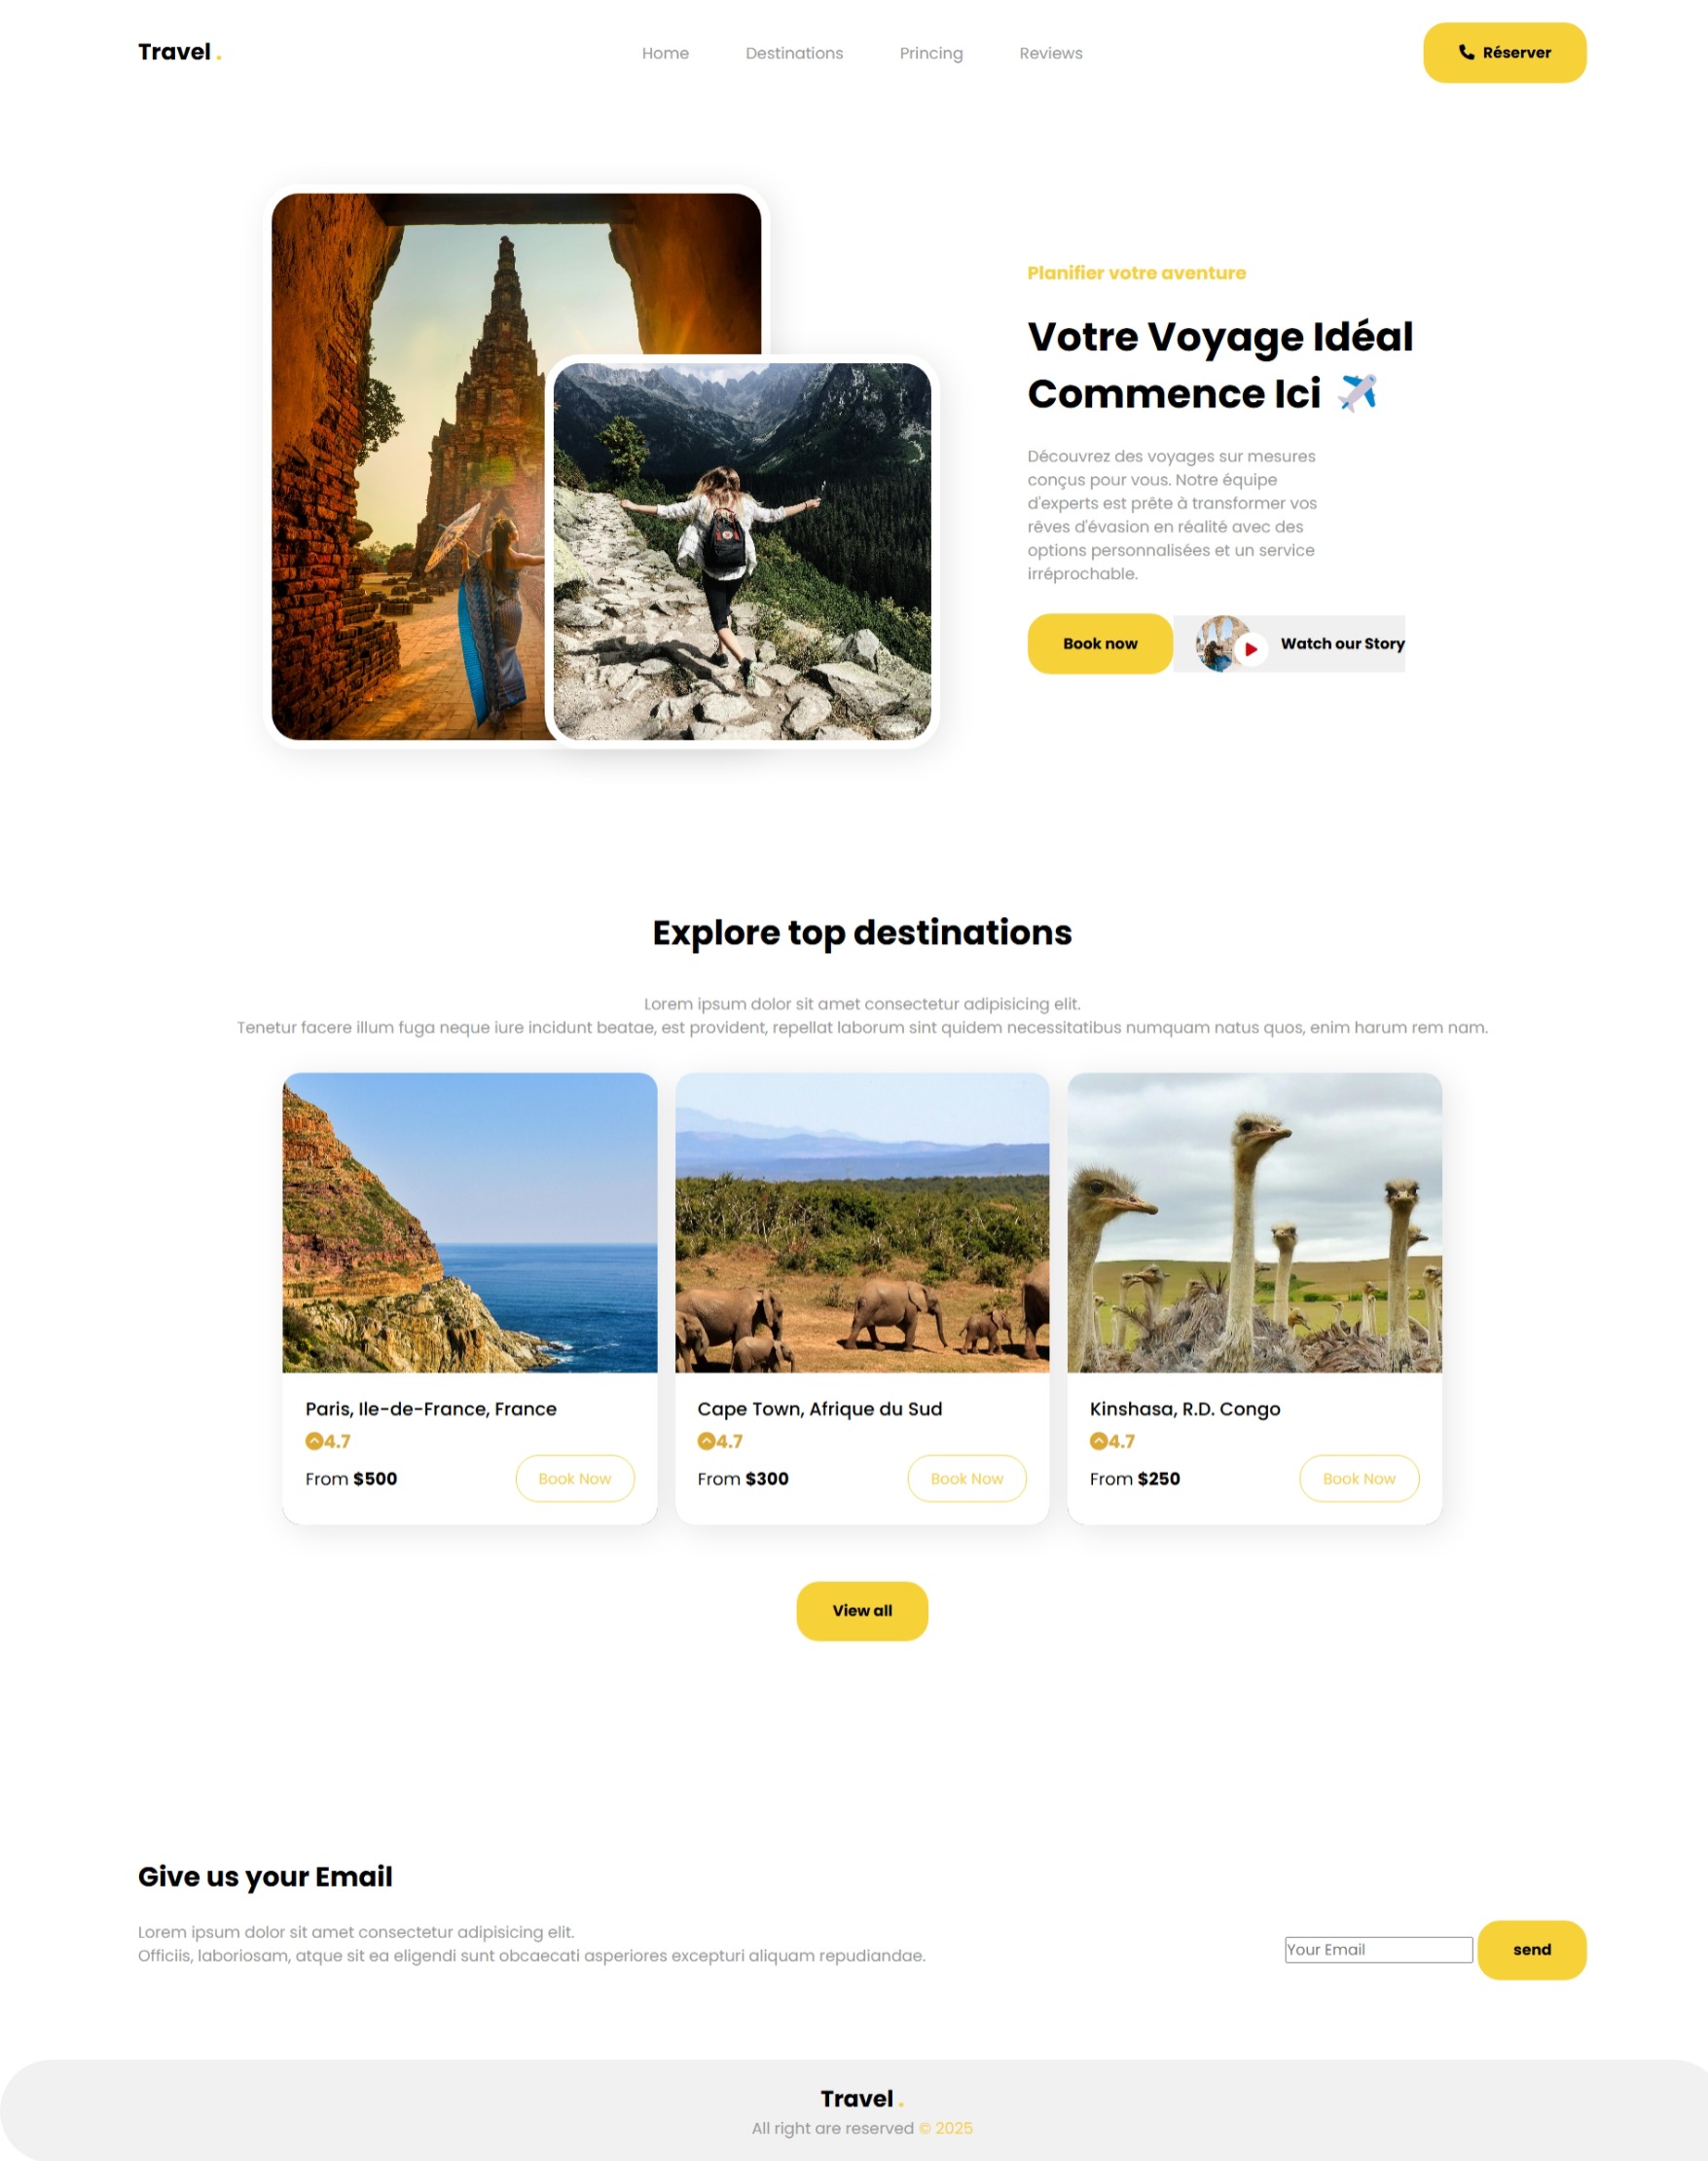 Travel .
Home
Destinations
Princing
Reviews
Réserver
Planifier votre aventure
Votre Voyage Idéal
Commence Ici
Découvrez des voyages sur mesures
conçus pour vous. Notre équipe
d'experts est prête à transformer vos
rêves d'évasion en réalité avec des
options personnalisées et un service
irréprochable.
Book now
Watch our Story
Explore top destinations
Lorem ipsum dolor sit amet consectetur adipisicing elit.
Tenetur facere illum fuga neque iure incidunt beatae, est provident, repellat laborum sint quidem necessitatibus numquam natus quos, enim harum rem nam.
Paris, Ile-de-France, France
4.7
From $500
Book Now
Cape Town, Afrique du Sud
4.7
From $300
Book Now
Kinshasa, R.D. Congo
4.7
From $250
Book Now
View all
Give us your Email
Lorem ipsum dolor sit amet consectetur adipisicing elit.
Officiis, laboriosam, atque sit ea eligendi sunt obcaecati asperiores excepturi aliquam repudiandae.
Your Email
send
Travel .
All right are reserved © 2025